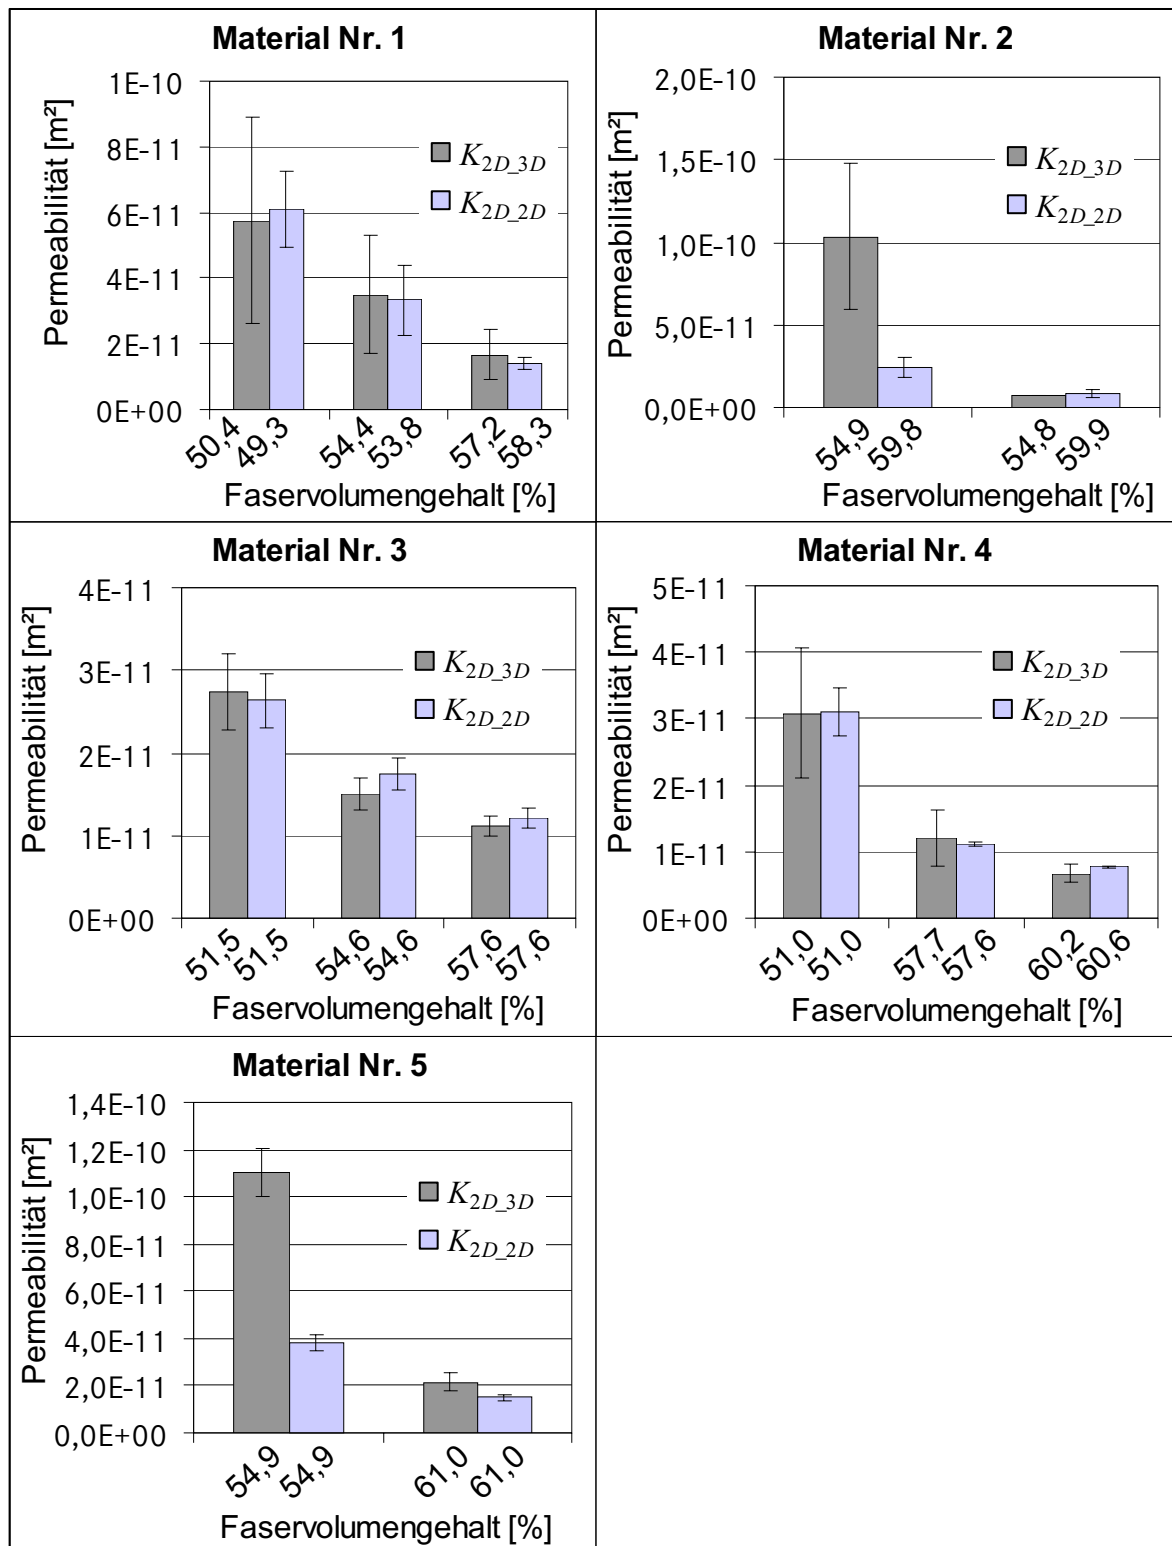 Material Nr. 1
Permeabilität [m²]
1E-10
8E-11
6E-11
4E-11
2E-11
0E+00
K2D_3D
K2D_2D
50,4 49,3 54,4 53,8 57,2 58,3
Faservolumengehalt [%]
Material Nr. 2
Permeabilität [m²]
2,0E-10
1,5E-10
1,0E-10
5,0E-11
0,0E+00
K2D_3D
K2D_2D
54,9 59,8 54,8 59,9
Faservolumengehalt [%]
Material Nr. 3
Permeabilität [m²]
4E-11
3E-11
2E-11
1E-11
0E+00
K2D_3D
K2D_2D
51,5 51,5 54,6 54,6 57,6 57,6
Faservolumengehalt [%]
Material Nr. 4
Permeabilität [m²]
5E-11
4E-11
3E-11
2E-11
1E-11
0E+00
K2D_3D
K2D_2D
51,0 51,0 57,7 57,6 60,2 60,6
Faservolumengehalt [%]
Material Nr. 5
Permeabilität [m²]
1,4E-10
1,2E-10
1,0E-10
8,0E-11
6,0E-11
4,0E-11
2,0E-11
0,0E+00
K2D_3D
K2D_2D
54,9 54,9 61,0 61,0
Faservolumengehalt [%]